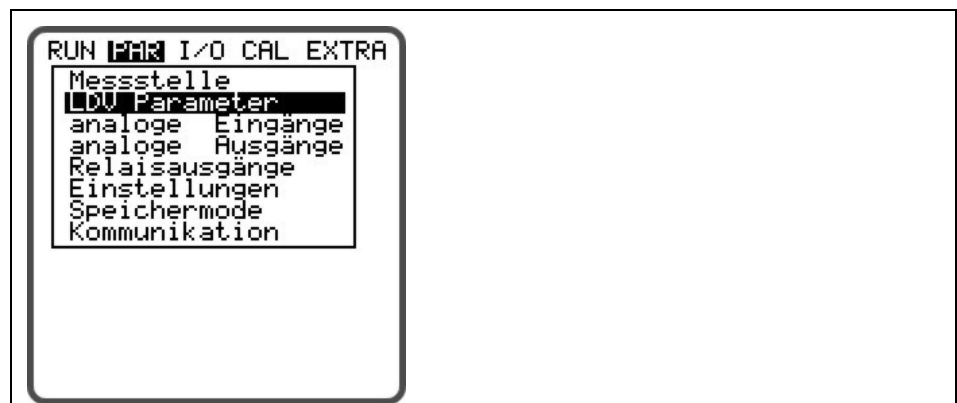 RUN PAR I/O CAL EXTRA
Messstelle
LDV Parameter
analoge Eingänge
analoge Ausgänge
Relaisausgänge
Einstellungen
Speichermode
Kommunikation